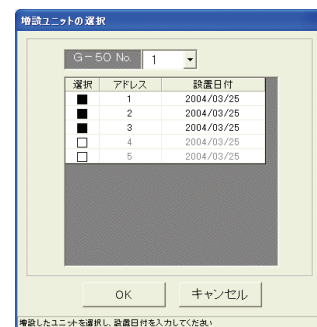 増設ユニットの選択
G-50 No. 1
選択 アドレス 設置日付
1 2004/03/25
2 2004/03/25
3 2004/03/25
4 2004/03/25
5 2004/03/25
OK キャンセル
増設したユニットを選択し、設置日付を入力してください